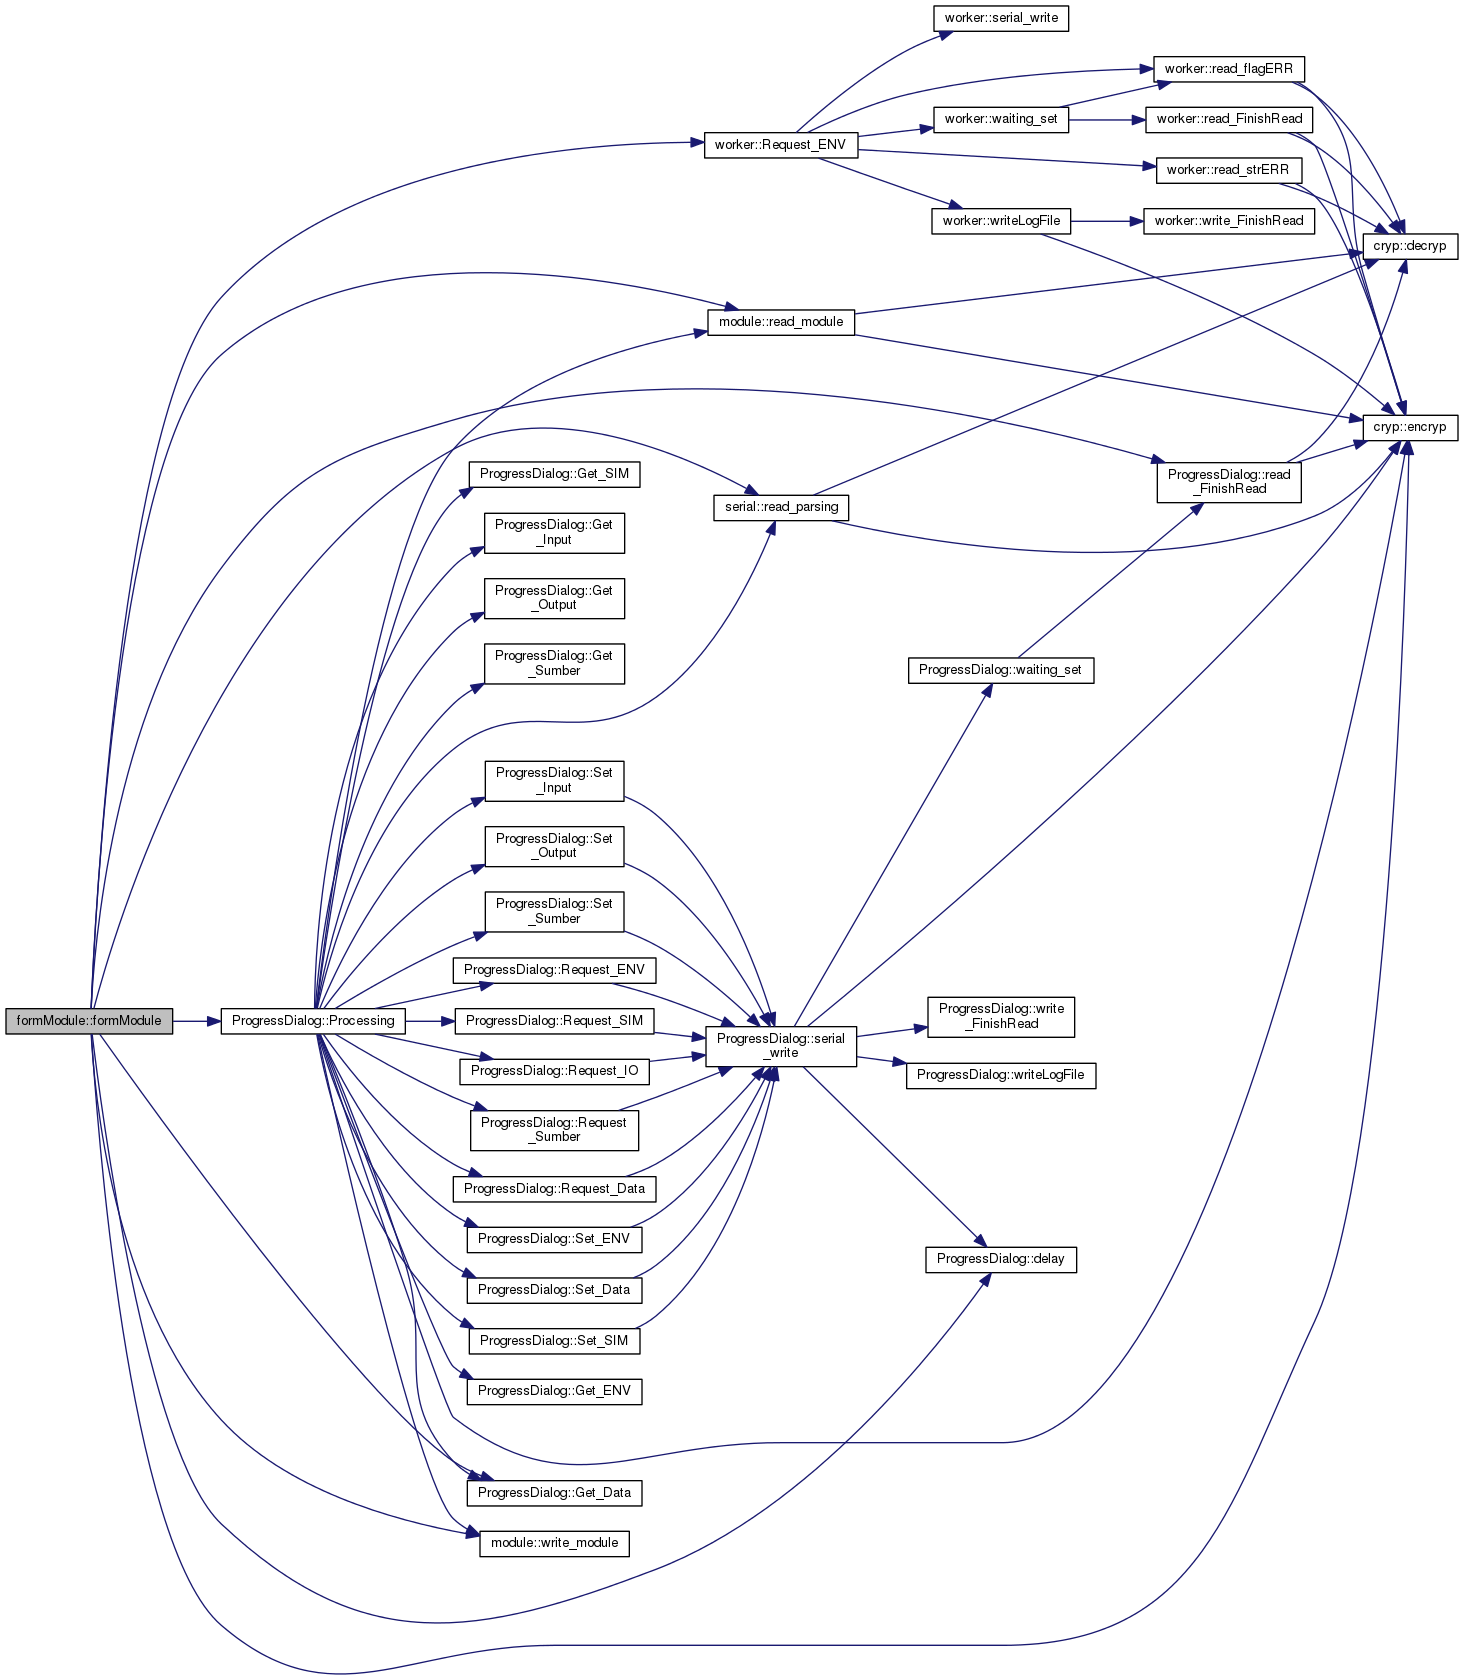 worker::serial_write
worker::read_flagERR
worker::waiting_set
worker::read_FinishRead
worker::Request_ENV
worker::read_strERR
worker::writeLogFile
worker::write_FinishRead
cryp::decryp
module::read_module
cryp::encryp
ProgressDialog::Get_SIM
ProgressDialog::read
_FinishRead
serial::read_parsing
ProgressDialog::Get
_Input
ProgressDialog::Get
_Output
ProgressDialog::Get
_Sumber
ProgressDialog::waiting_set
ProgressDialog::Set
_Input
ProgressDialog::Set
_Output
ProgressDialog::Set
_Sumber
ProgressDialog::Request_ENV
formModule::formModule
ProgressDialog::Processing
ProgressDialog::Request_SIM
ProgressDialog::write
_FinishRead
ProgressDialog::serial
_write
ProgressDialog::Request_IO
ProgressDialog::writeLogFile
ProgressDialog::Request
_Sumber
ProgressDialog::Request_Data
ProgressDialog::Set_ENV
ProgressDialog::delay
ProgressDialog::Set_Data
ProgressDialog::Set_SIM
ProgressDialog::Get_ENV
ProgressDialog::Get_Data
module::write_module